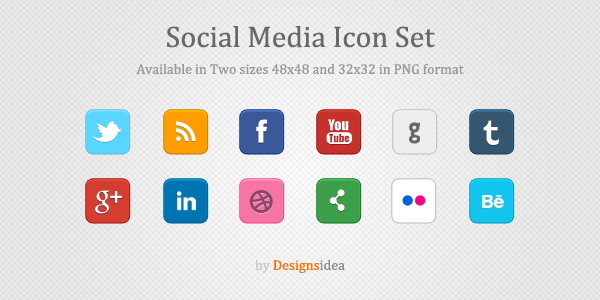 Social Media Icon Set
Available in Two sizes 48x48 and 32x32 in PNG format
f
You
Tube
g
t
g+
in
Bē
by Designsidea